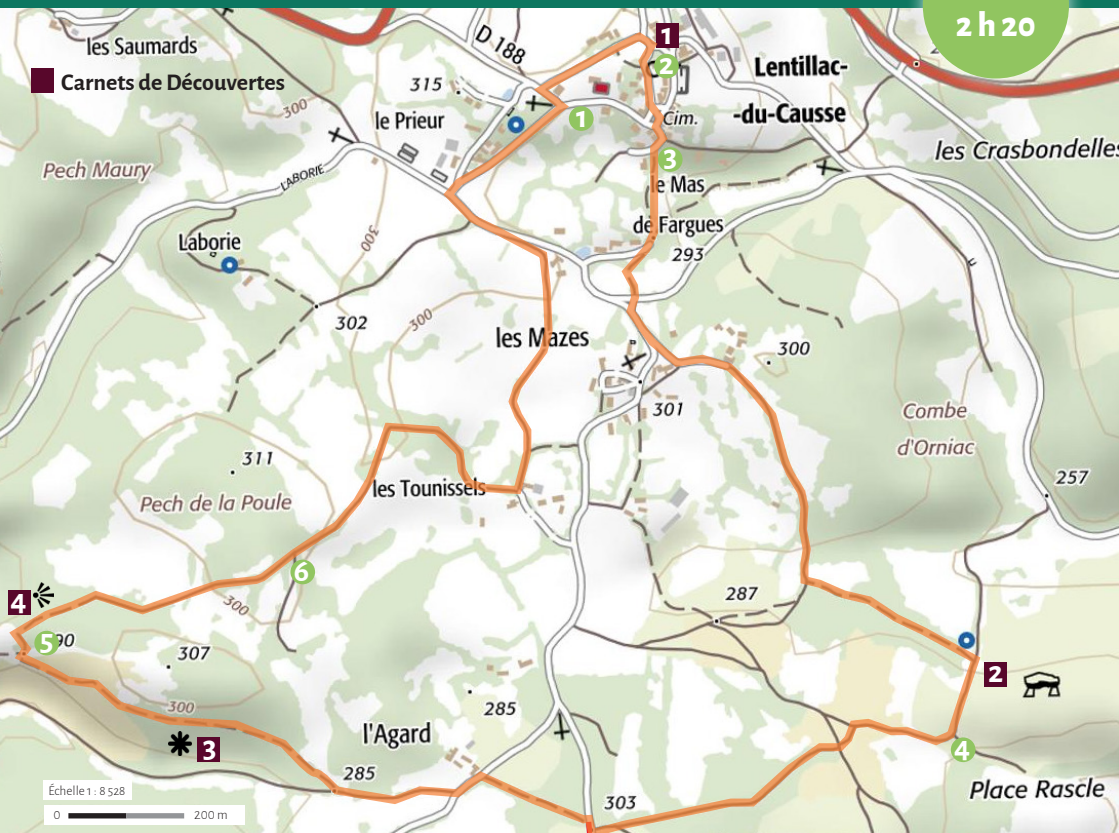 2 h 20
les Saumards
D 188
1
2
Lentillac-
-du-Causse
Carnets de Découvertes
315
300
le Prieur
1
Cim.
les Crasbondelles
Pech Maury
LABORIE
3
le Mas
de Fargues
300
Laborie
293
302
300
les Mazes
300
301
Combe
d'Orniac
311
257
les Tounissels
Pech de la Poule
6
4
300
287
5
90
307
2
300
285
3
l'Agard
4
285
Place Rascle
Échelle 1 : 8 528
303
0
200 m